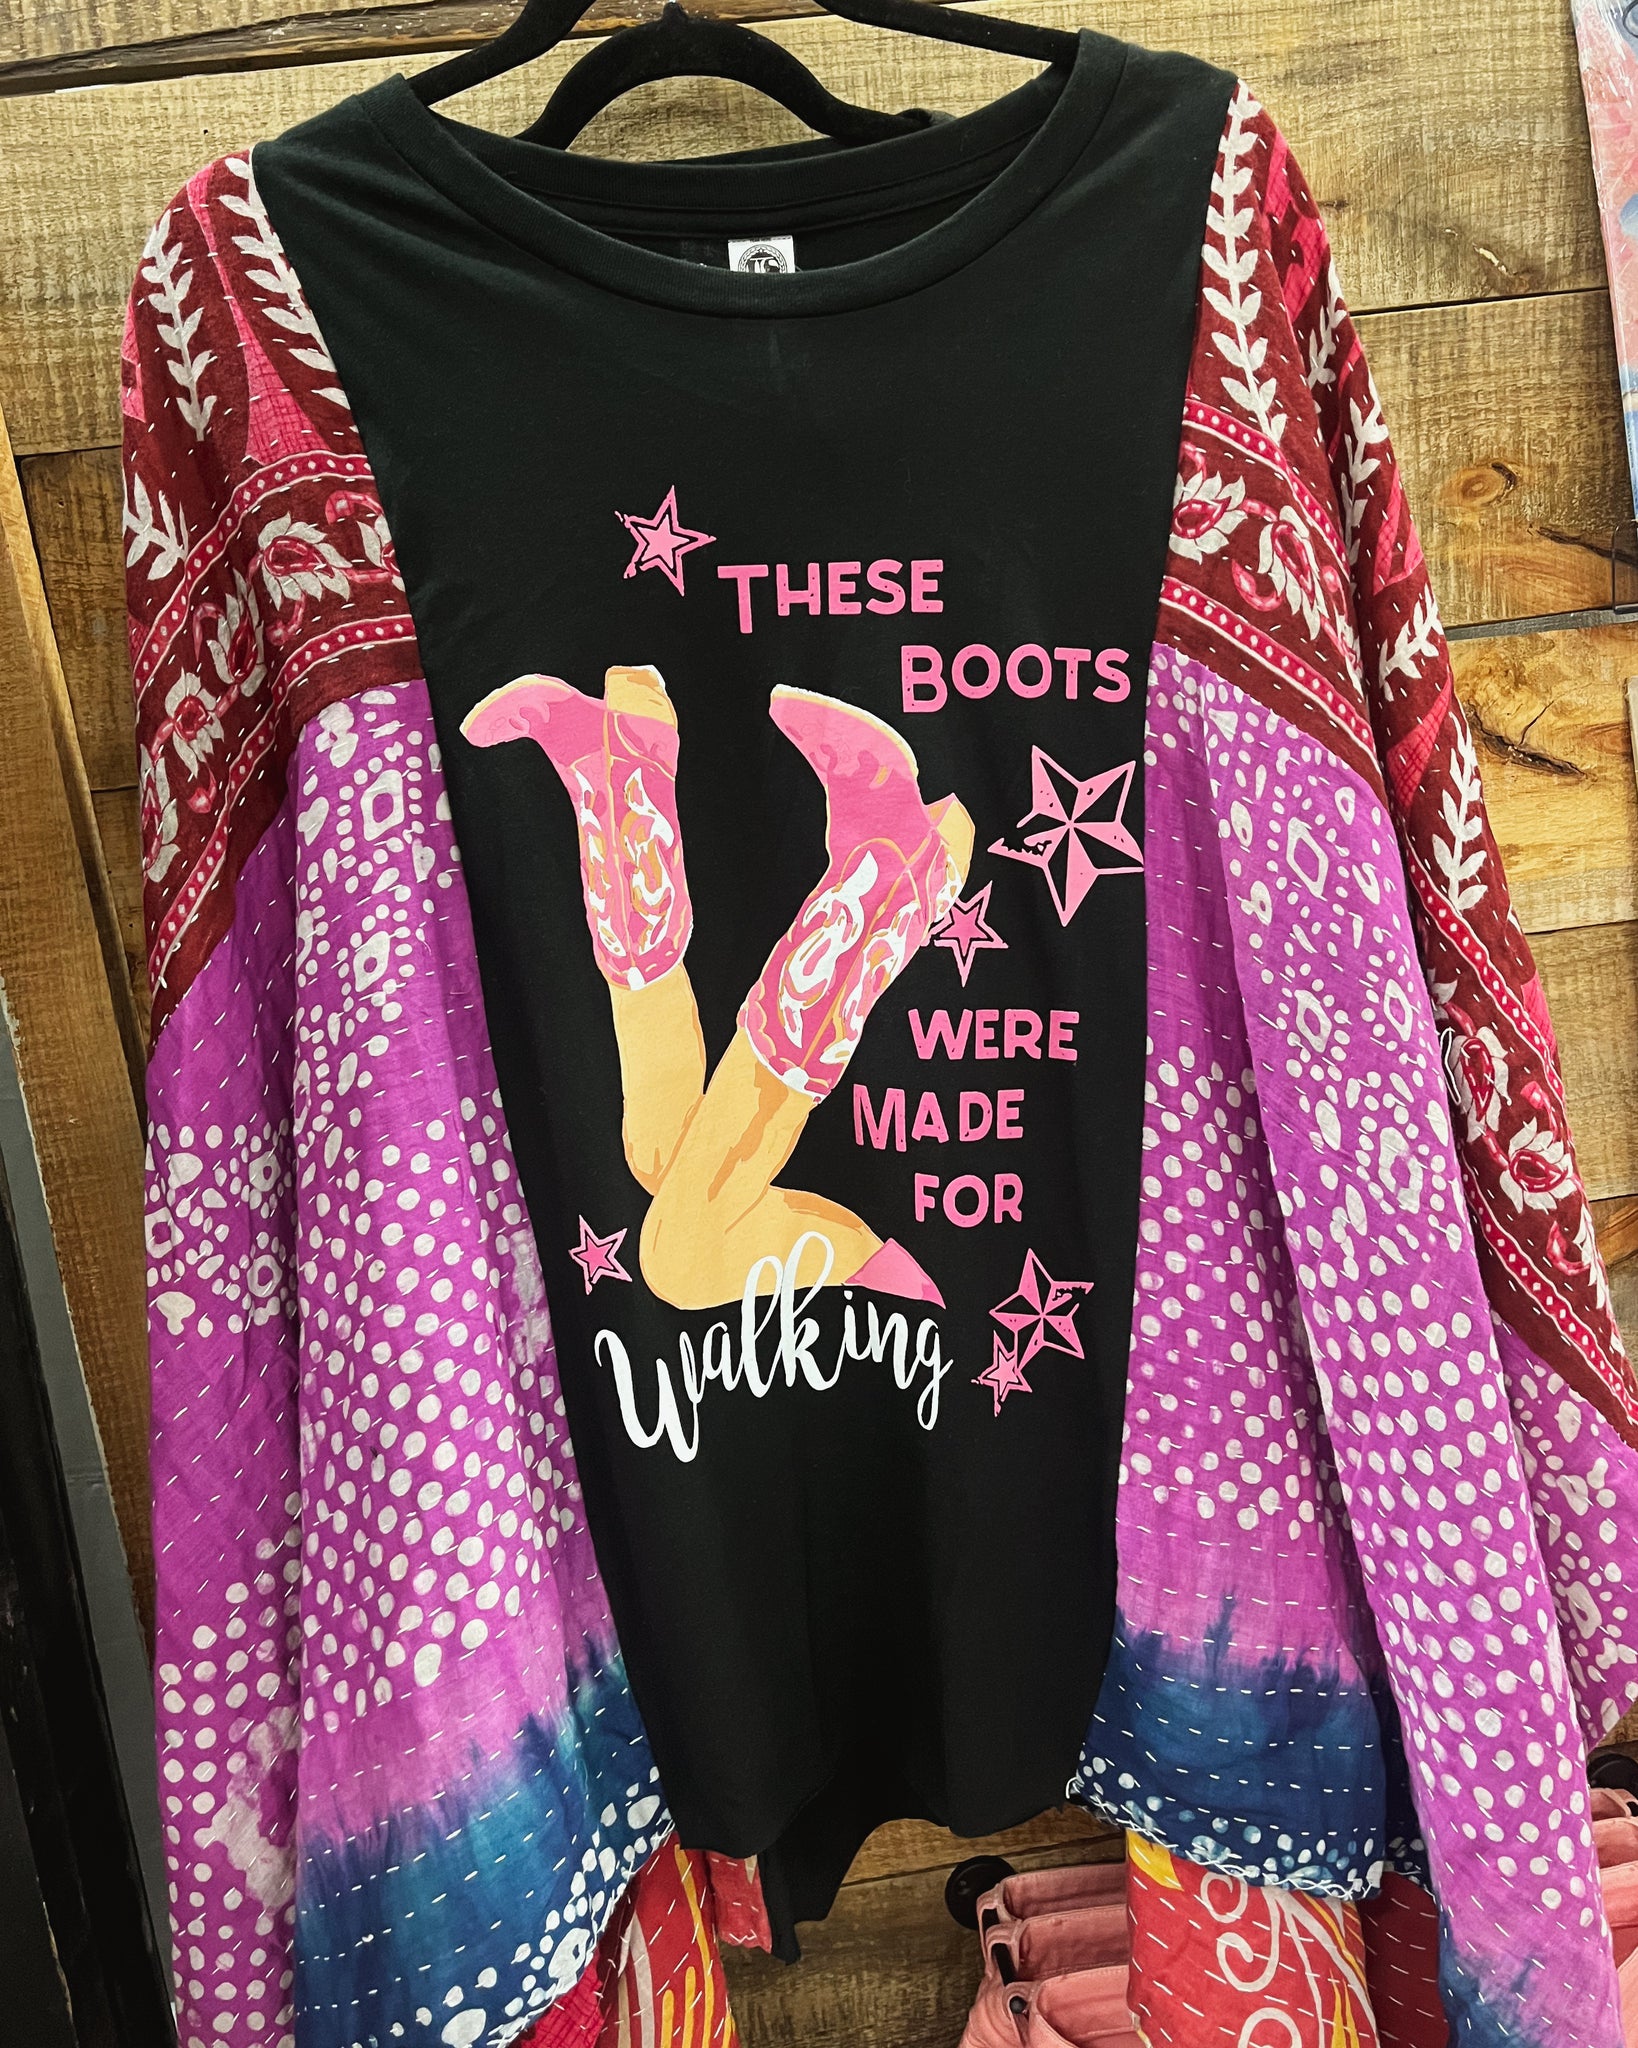 THESE
BOOTS
WERE
MADE
FOR
Walking